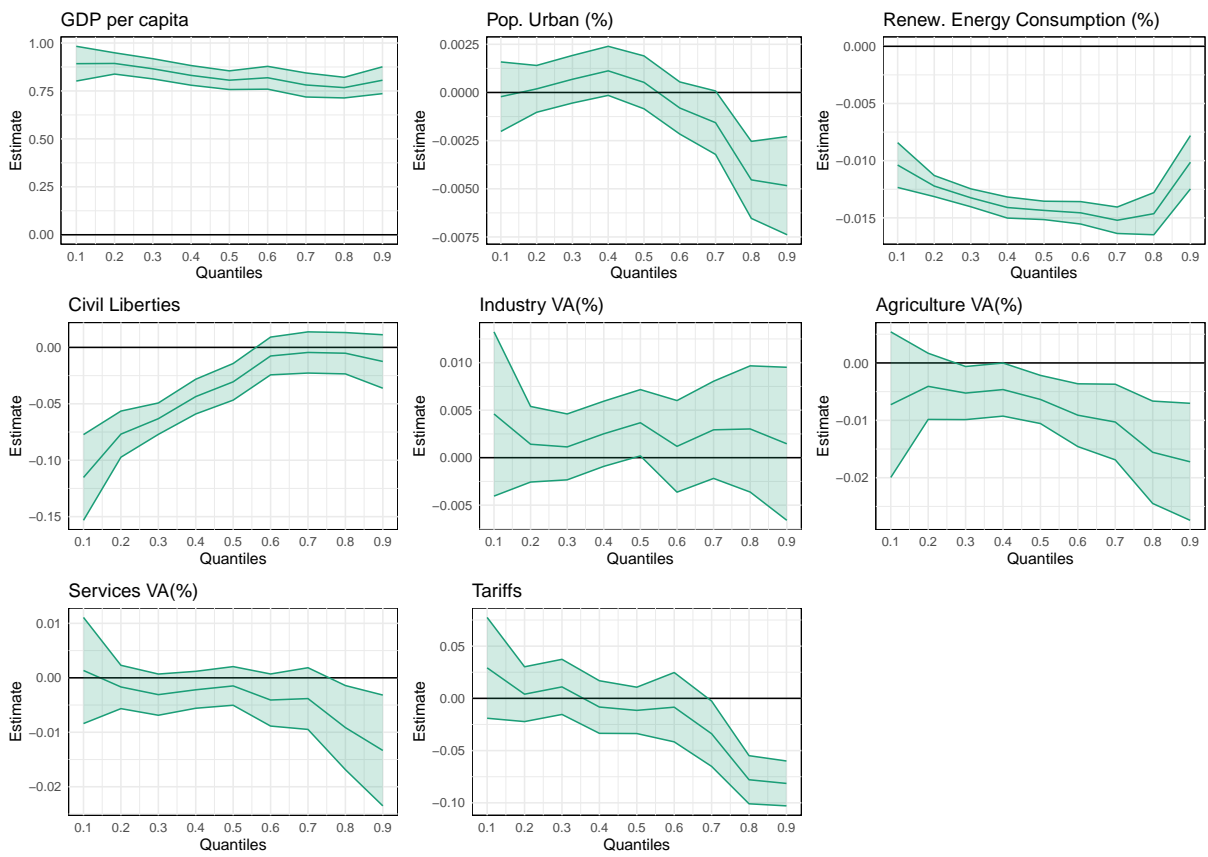 GDP per capita
Pop. Urban (%)
Renew. Energy Consumption (%)
1.00
0.75
0.50
0.25
0.00
Estimate
0.1 0.2 0.3 0.4 0.5 0.6 0.7 0.8 0.9
Quantiles
0.0025
0.0000
−0.0025
−0.0050
−0.0075
Estimate
0.1 0.2 0.3 0.4 0.5 0.6 0.7 0.8 0.9
Quantiles
0.000
−0.005
−0.010
−0.015
Estimate
0.1 0.2 0.3 0.4 0.5 0.6 0.7 0.8 0.9
Quantiles
Civil Liberties
Industry VA(%)
Agriculture VA(%)
0.00
−0.05
−0.10
−0.15
Estimate
0.1 0.2 0.3 0.4 0.5 0.6 0.7 0.8 0.9
Quantiles
0.010
0.005
0.000
−0.005
Estimate
0.1 0.2 0.3 0.4 0.5 0.6 0.7 0.8 0.9
Quantiles
0.00
−0.01
−0.02
Estimate
0.1 0.2 0.3 0.4 0.5 0.6 0.7 0.8 0.9
Quantiles
Services VA(%)
Tariffs
0.01
0.00
−0.01
−0.02
Estimate
0.1 0.2 0.3 0.4 0.5 0.6 0.7 0.8 0.9
Quantiles
0.05
0.00
−0.05
−0.10
Estimate
0.1 0.2 0.3 0.4 0.5 0.6 0.7 0.8 0.9
Quantiles